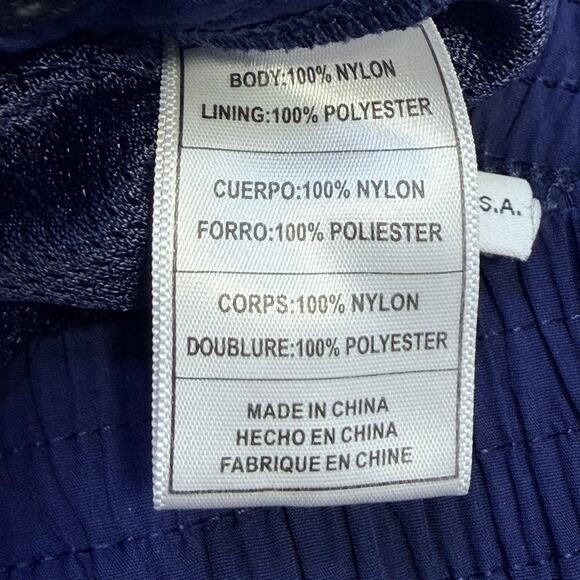 BODY:100% NYLON
LINING:100% POLYESTER
CUERPO:100% NYLON
FORRO:100% POLIESTER
S.A.
CORPS:100% NYLON
DOUBLURE:100% POLYESTER
MADE IN CHINA
HECHO EN CHINA
FABRIQUE EN CHINE